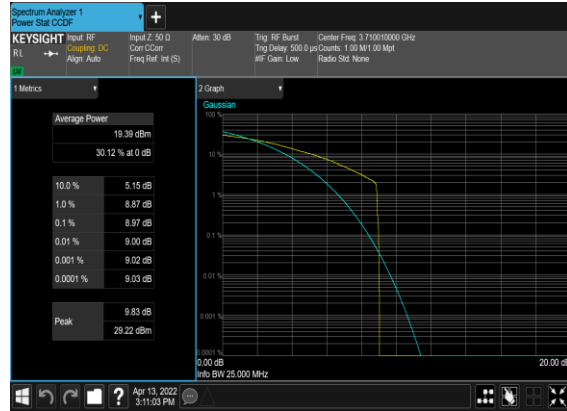 Spectrum Analyzer 1
Power Stat CCDF
KEYSIGHT
RL
Input: RF
Coupling: DC
Align: Auto
Input Z: 50 Ω
Corr CCorr
Freq Ref: Int (S)
Atten: 30 dB
Trig: RF Burst
Trig Delay: 500.0 µs
#IF Gain: Low
Center Freq: 3.710010000 GHz
Counts: 1.00 M/1.00 Mpt
Radio Std: None
1 Metrics
Average Power
19.39 dBm
30.12 % at 0 dB
10.0 % 5.15 dB
1.0 % 8.87 dB
0.1 % 8.97 dB
0.01 % 9.00 dB
0.001 % 9.02 dB
0.0001 % 9.03 dB
Peak
9.83 dB
29.22 dBm
2 Graph
Gaussian
100 %
10 %
1 %
0.1 %
0.01 %
0.001 %
0.0001 %
0.00 dB
20.00 dB
Info BW 25.000 MHz
?
Apr 13, 2022
3:11:03 PM